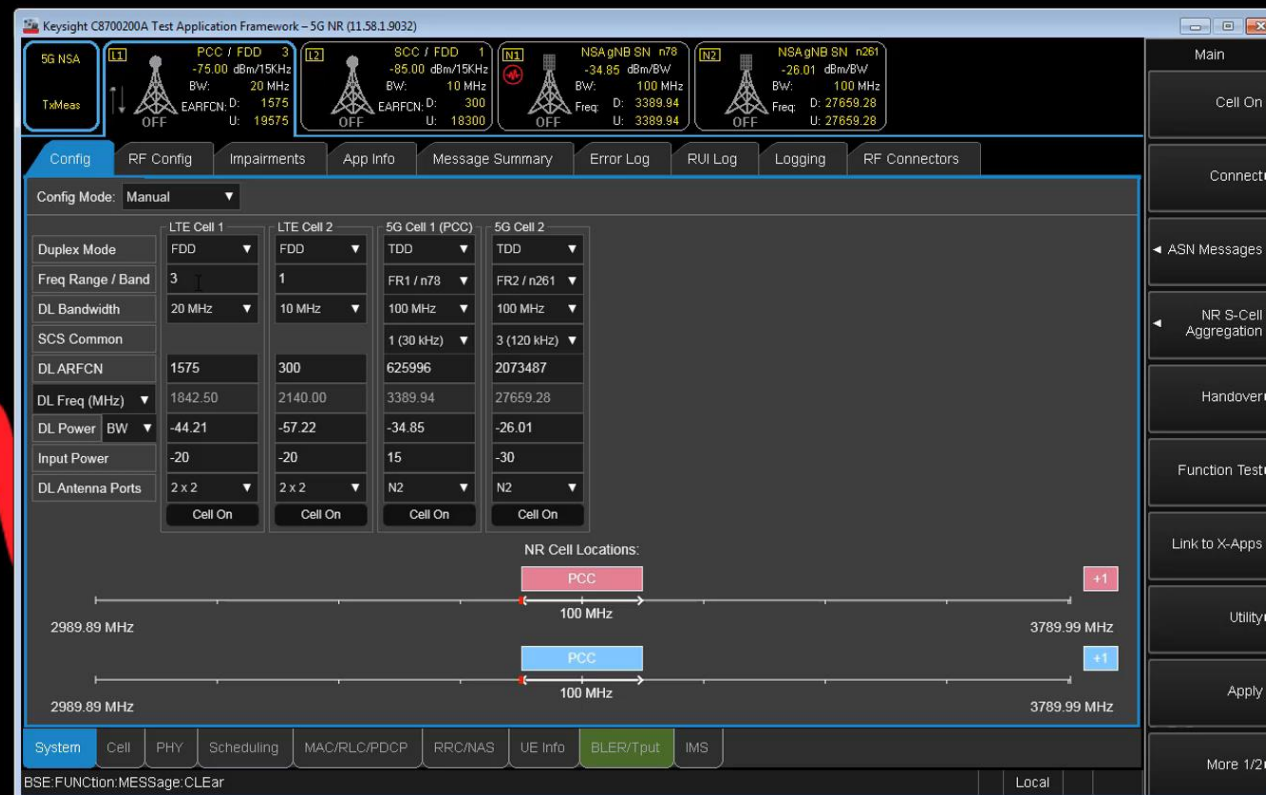 Keysight C8700200A Test Application Framework – 5G NR (11.58.1.9032)
5G NSA
TxMeas
L1
PCC / FDD 3
-75.00 dBm/15KHz
BW: 20 MHz
EARFCN: D: 1575
U: 19575
OFF
L2
SCC / FDD 1
-85.00 dBm/15KHz
BW: 10 MHz
EARFCN: D: 300
U: 18300
OFF
N1
NSA gNB SN n78
-34.85 dBm/BW
BW: 100 MHz
Freq: D: 3389.94
U: 3389.94
OFF
N2
NSA gNB SN n261
-26.01 dBm/BW
BW: 100 MHz
Freq: D: 27659.28
U: 27659.28
OFF
Config RF Config Impairments App Info Message Summary Error Log RUI Log Logging RF Connectors
Config Mode: Manual
LTE Cell 1 LTE Cell 2 5G Cell 1 (PCC) 5G Cell 2
Duplex Mode FDD FDD TDD TDD
Freq Range / Band 3 1 FR1 / n78 FR2 / n261
DL Bandwidth 20 MHz 10 MHz 100 MHz 100 MHz
SCS Common 1 (30 kHz) 3 (120 kHz)
DL ARFCN 1575 300 625996 2073487
DL Freq (MHz) 1842.50 2140.00 3389.94 27659.28
DL Power BW -44.21 -57.22 -34.85 -26.01
Input Power -20 -20 15 -30
DL Antenna Ports 2 x 2 2 x 2 N2 N2
Cell On Cell On Cell On Cell On
NR Cell Locations:
PCC +1
100 MHz
2989.89 MHz 3789.99 MHz
PCC +1
100 MHz
2989.89 MHz 3789.99 MHz
System Cell PHY Scheduling MAC/RLC/PDCP RRC/NAS UE Info BLER/Tput IMS
BSE:FUNCtion:MESSage:CLEar
Local
Main
Cell On
Connect
ASN Messages
NR S-Cell
Aggregation
Handover
Function Test
Link to X-Apps
Utility
Apply
More 1/2